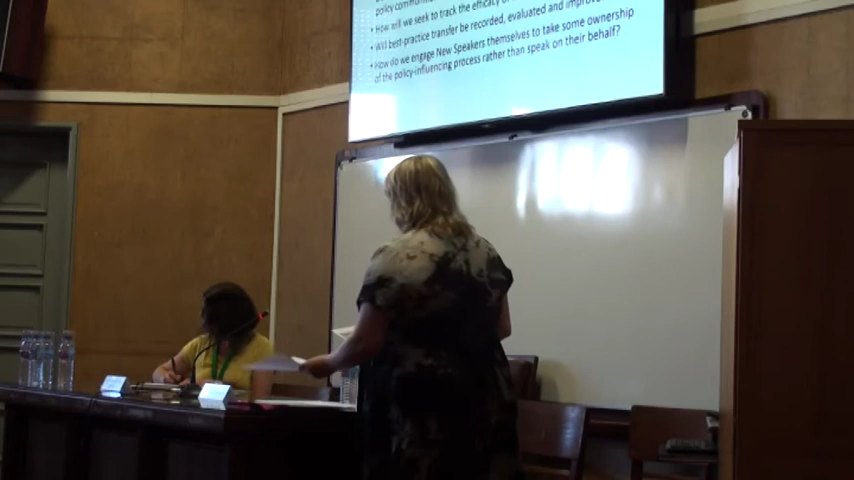 policy
• How will we seek to track the efficacy of
• Will best-practice transfer be recorded, evaluated and
• How do we engage New Speakers themselves to take some ownership
of the policy-influencing process rather than speak on their behalf?